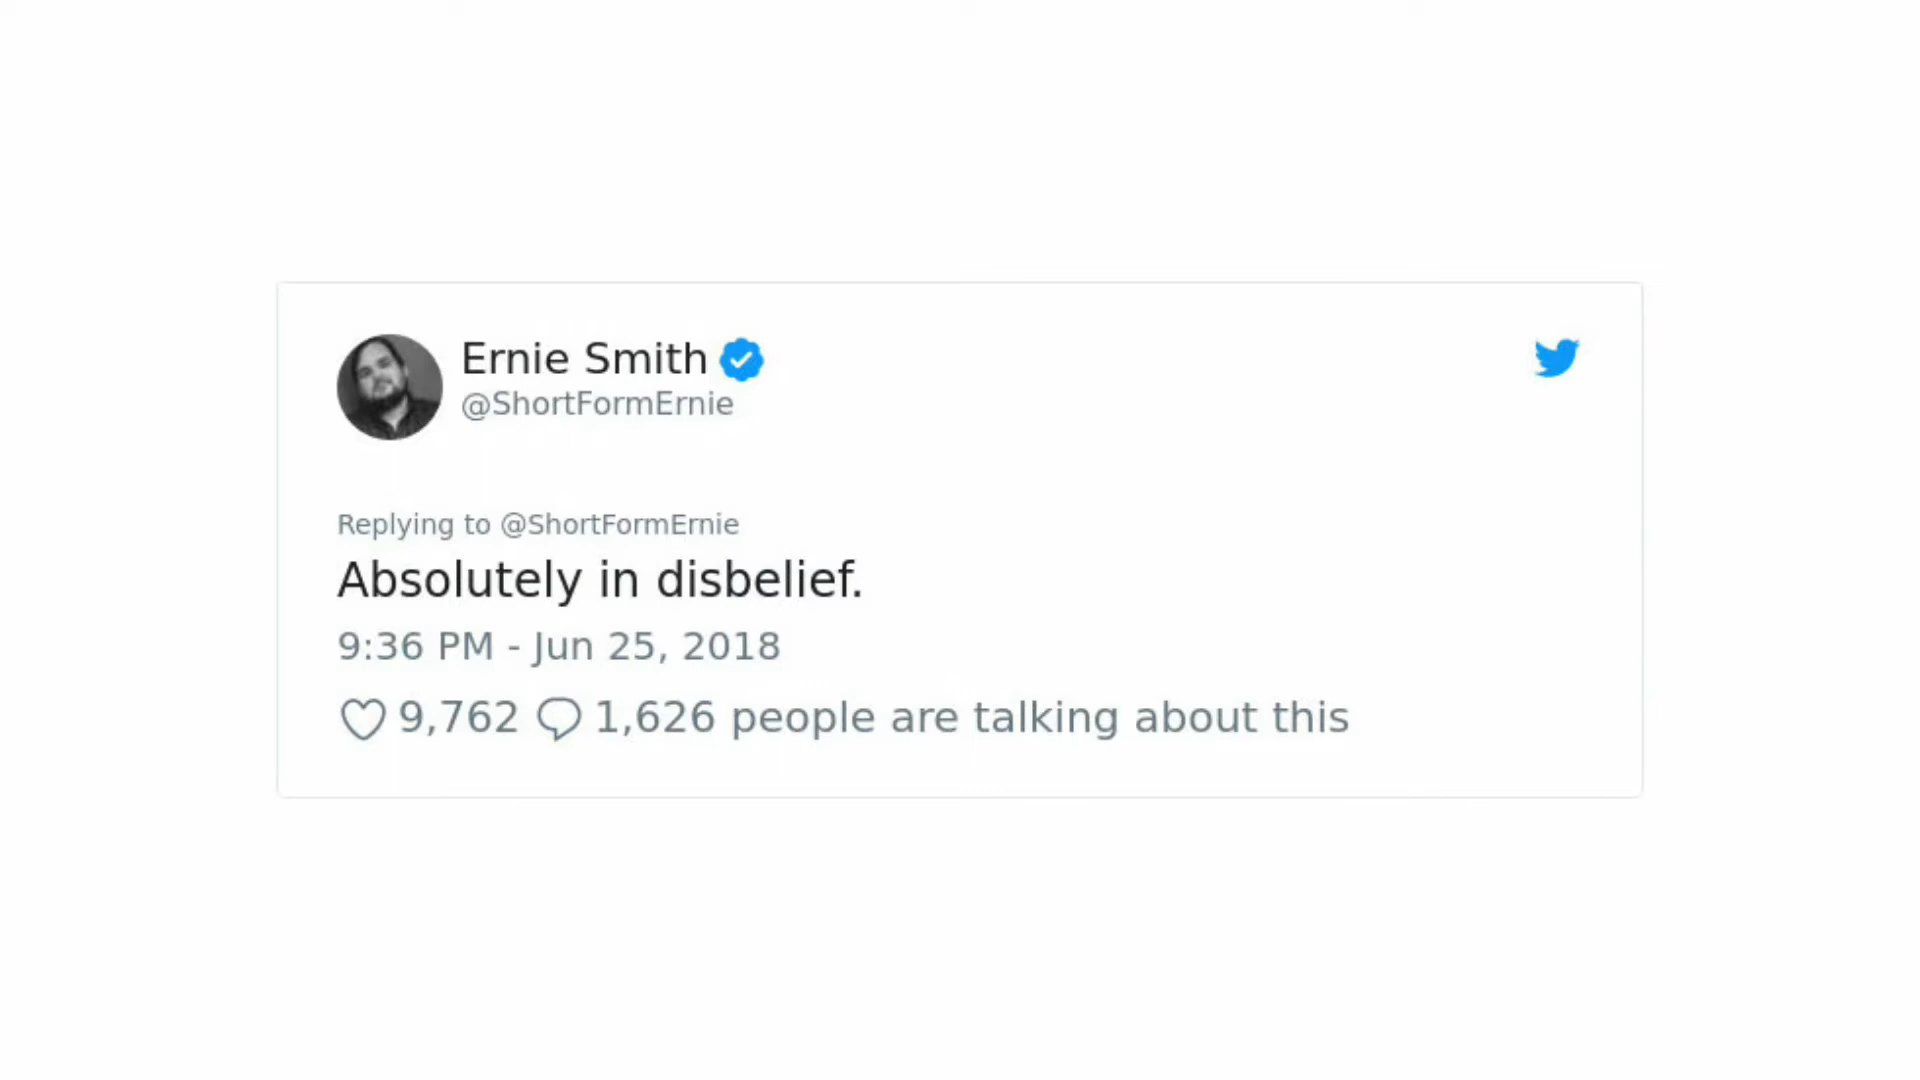 Ernie Smith
@ShortFormErnie
Replying to @ShortFormErnie
Absolutely in disbelief.
9:36 PM - Jun 25, 2018
9,762 1,626 people are talking about this